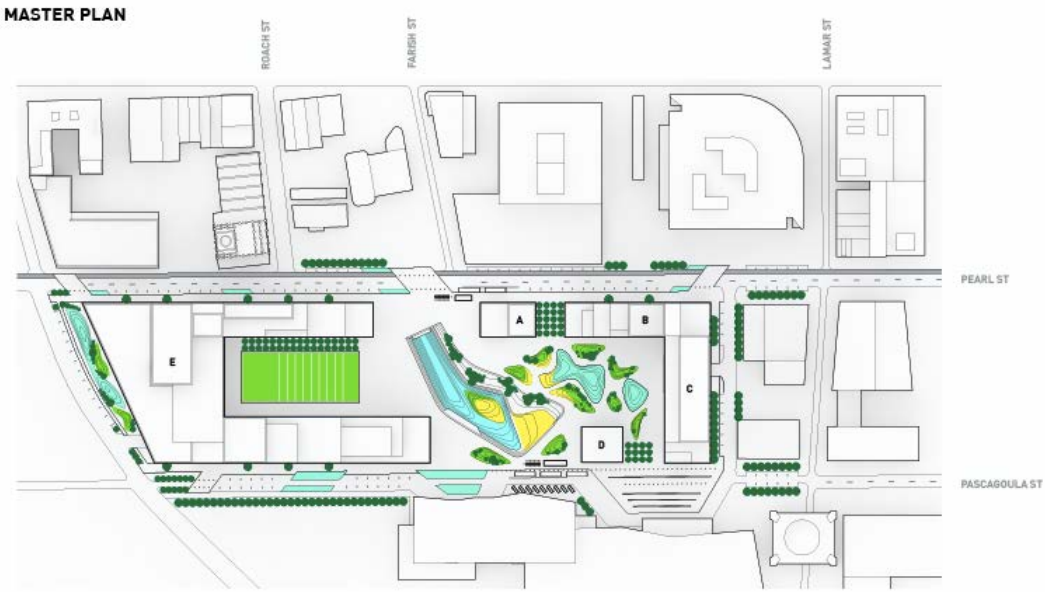 MASTER PLAN
ROACH ST
FARISH ST
LAMAR ST
PEARL ST
A
B
E
C
D
PASCAGOULA ST